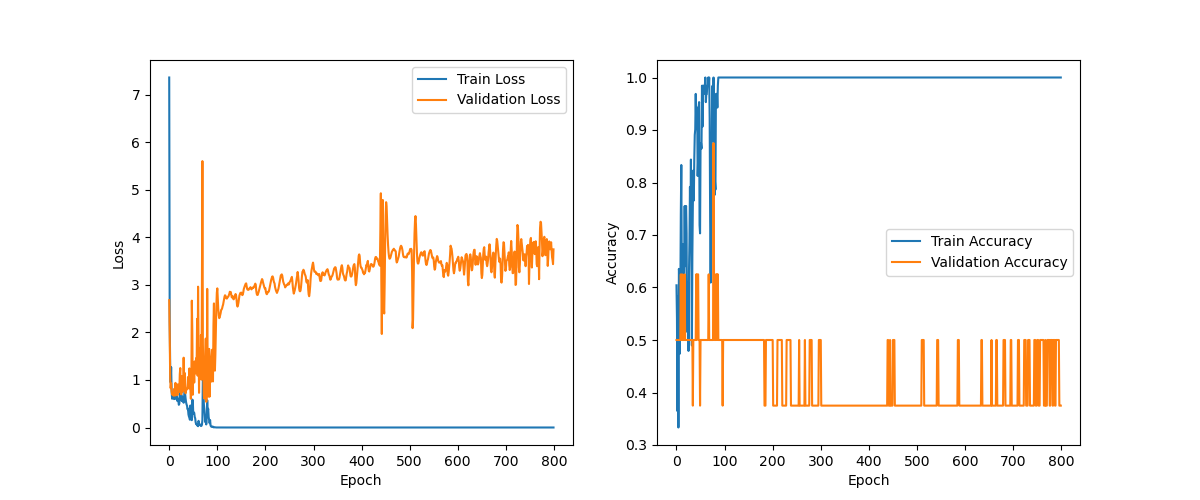 Train Loss
Validation Loss
7
6
5
4
3
2
1
0
Loss
0 100 200 300 400 500 600 700 800
Epoch
1.0
0.9
0.8
0.7
0.6
0.5
0.4
0.3
Accuracy
Train Accuracy
Validation Accuracy
0 100 200 300 400 500 600 700 800
Epoch